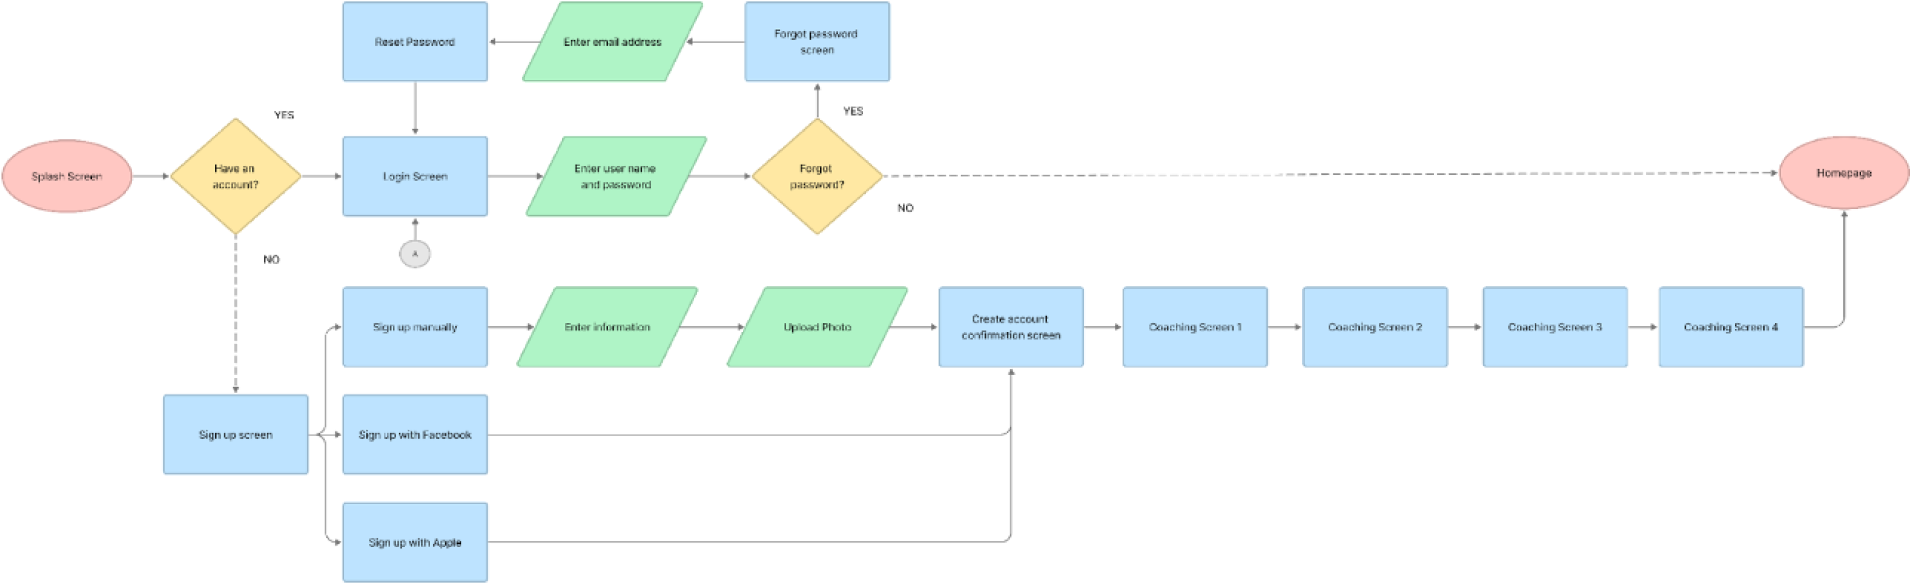 Reset Password
Enter email address
Forgot password
screen
YES
YES
Splash Screen
Have an
account?
Login Screen
Enter user name
and password
Forgot
password?
Homepage
NO
A
NO
Sign up manually
Enter information
Upload Photo
Create account
confirmation screen
Coaching Screen 1
Coaching Screen 2
Coaching Screen 3
Coaching Screen 4
Sign up screen
Sign up with Facebook
Sign up with Apple